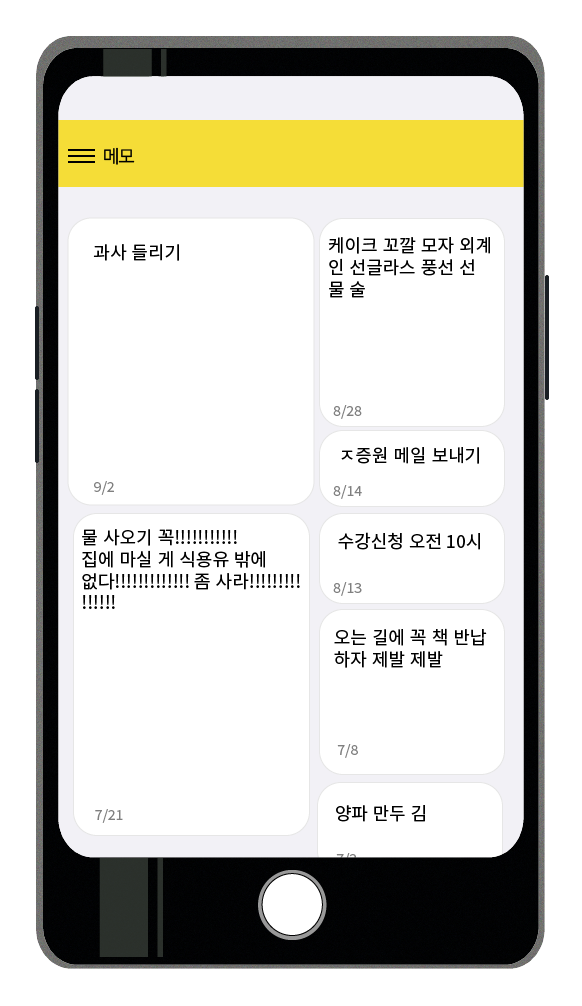 메모
과사 들리기
9/2
케이크 꼬깔 모자 외계
인 선글라스 풍선 선
물 술
8/28
ㅈ증원 메일 보내기
8/14
물 사오기 꼭!!!!!!!!!!!
집에 마실 게 식용유 밖에
없다!!!!!!!!!!!!! 좀 사라!!!!!!!!!
!!!!!!
7/21
수강신청 오전 10시
8/13
오는 길에 꼭 책 반납
하자 제발 제발
7/8
양파 만두 김